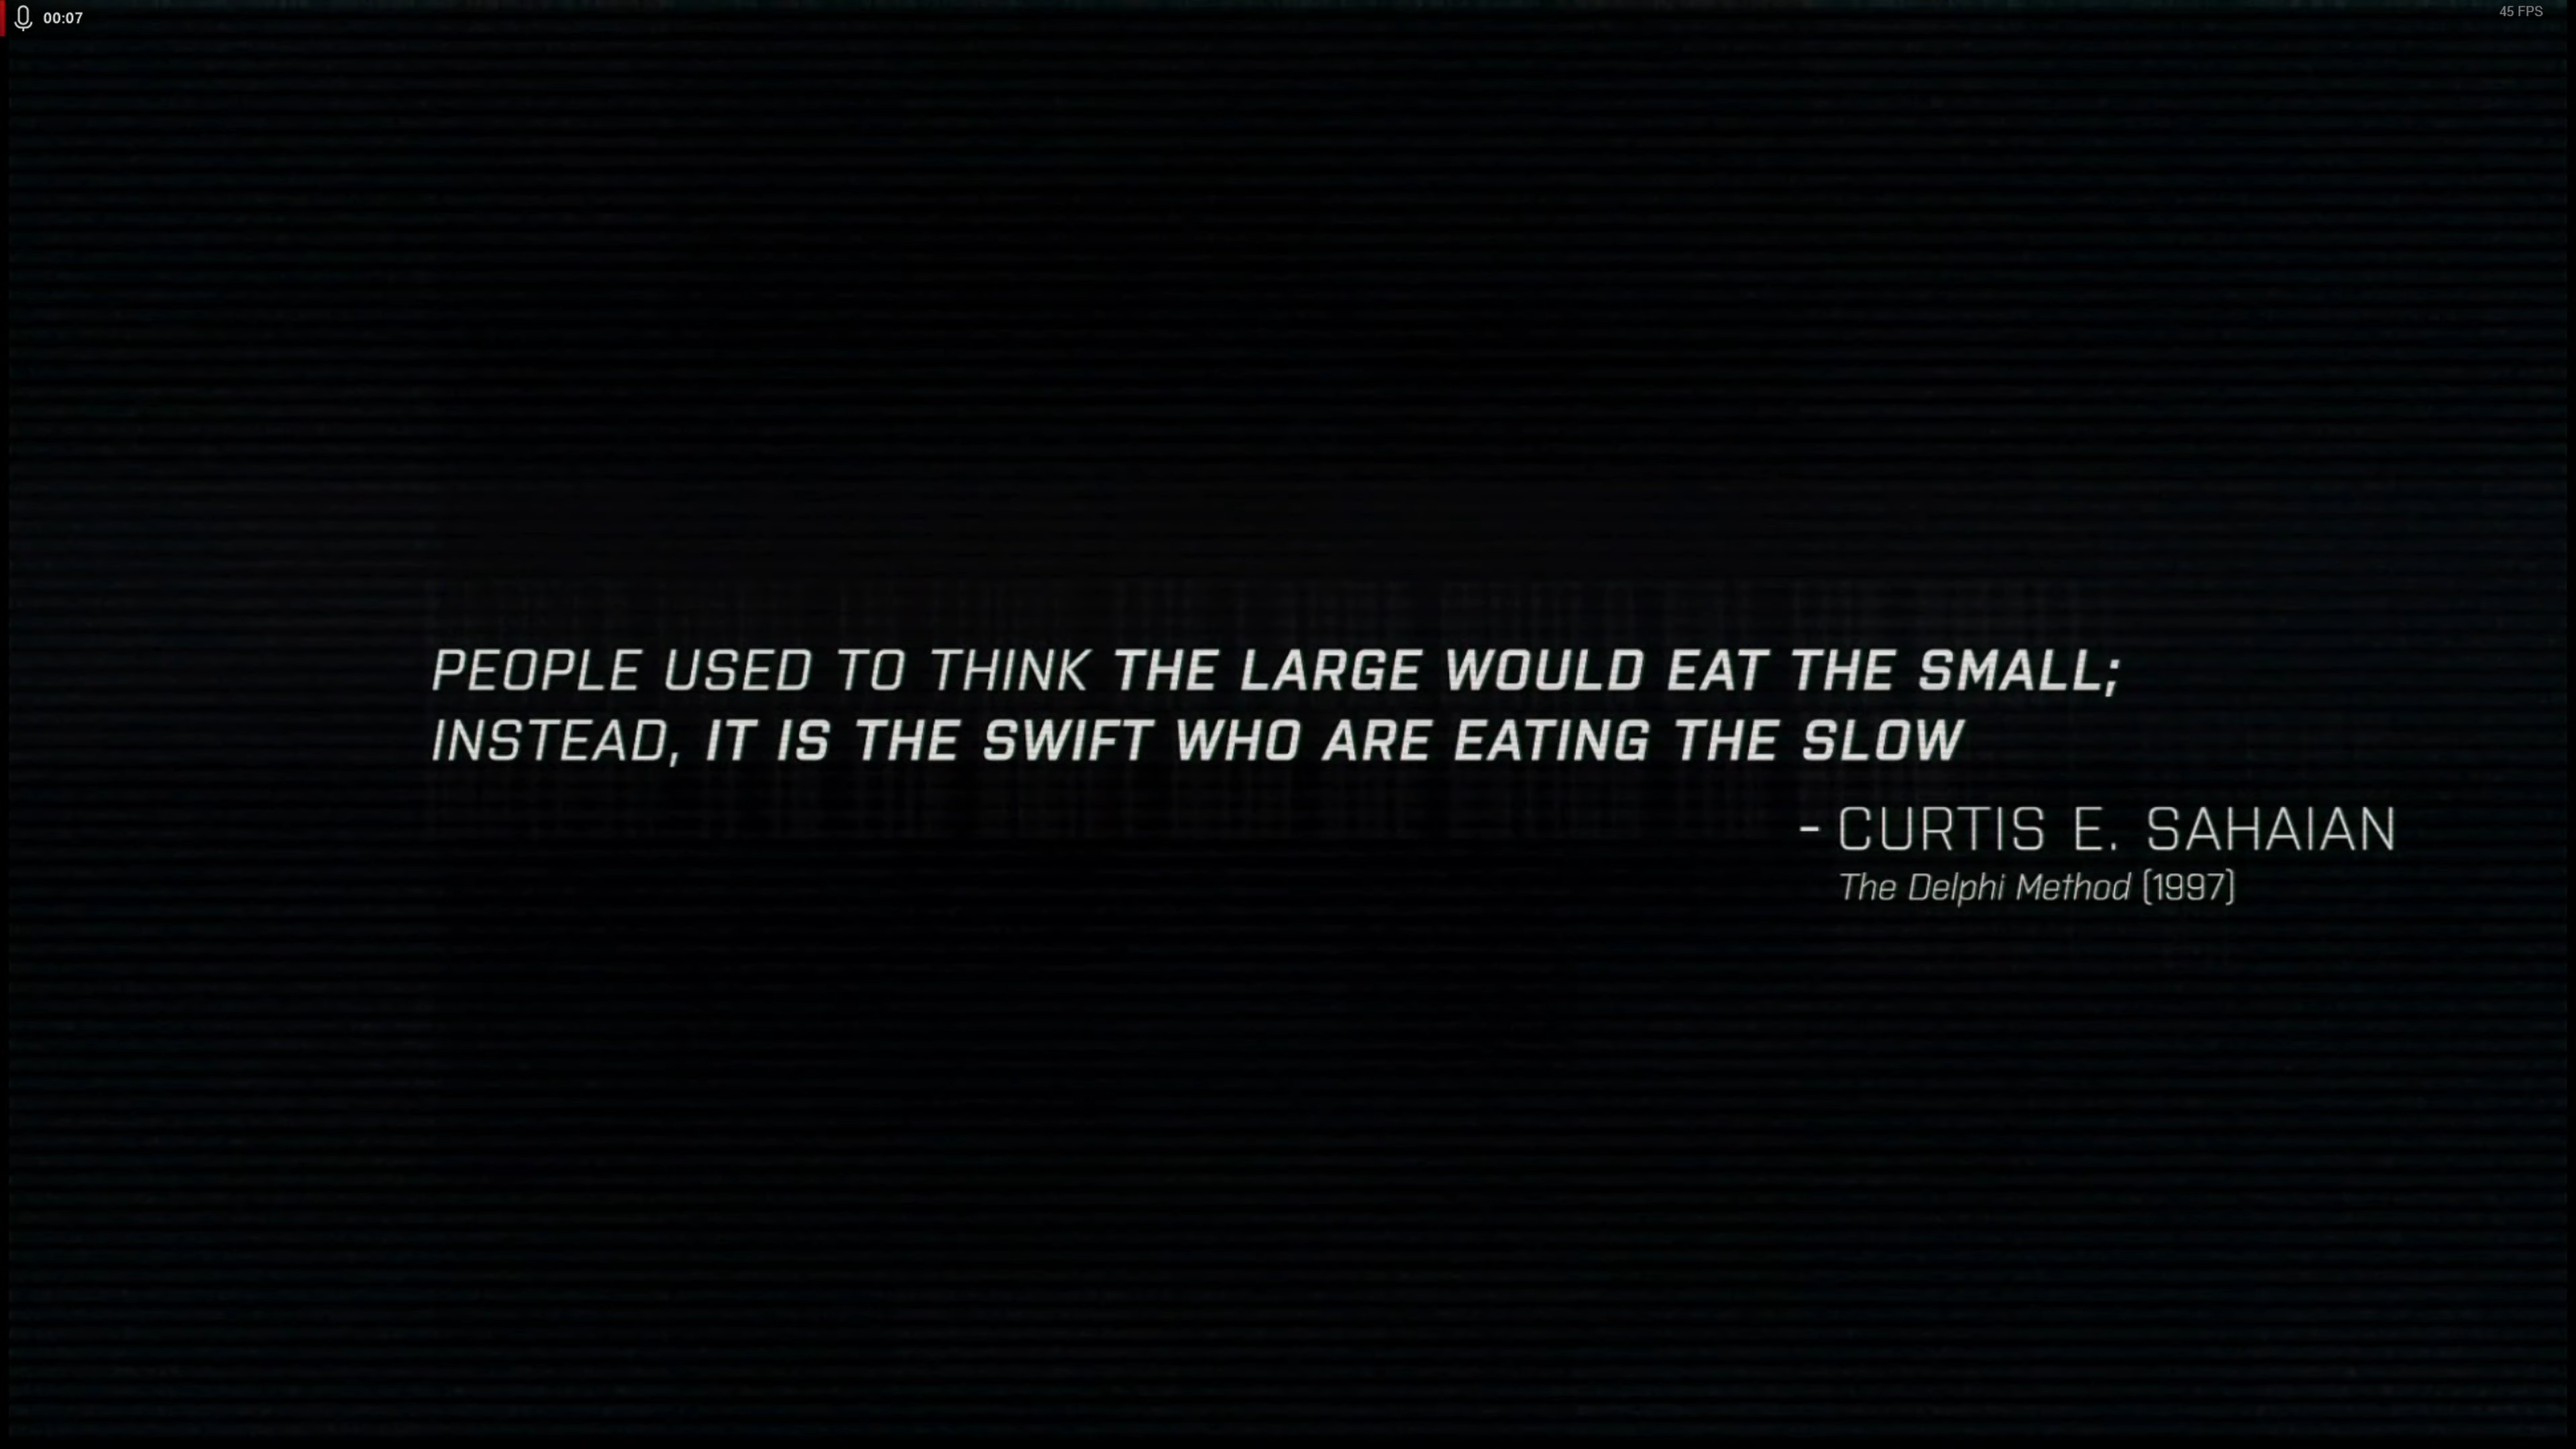 00:07
45 FPS
PEOPLE USED TO THINK THE LARGE WOULD EAT THE SMALL;
INSTEAD, IT IS THE SWIFT WHO ARE EATING THE SLOW
- CURTIS E. SAHAIAN
The Delphi Method (1997)